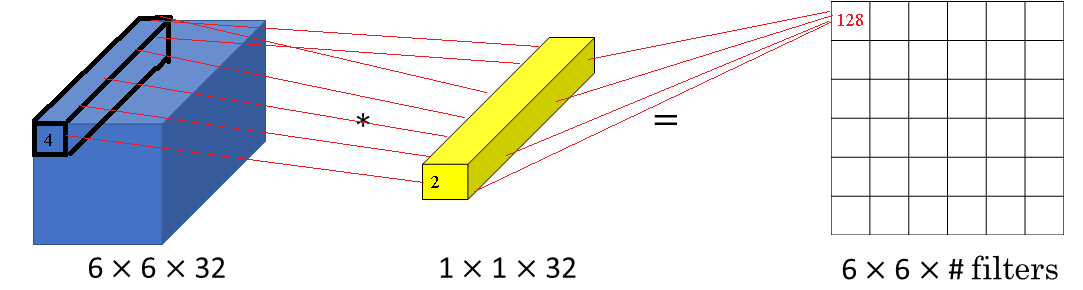 128
4
*
=
2
6 × 6 × 32
1 × 1 × 32
6 × 6 × # filters